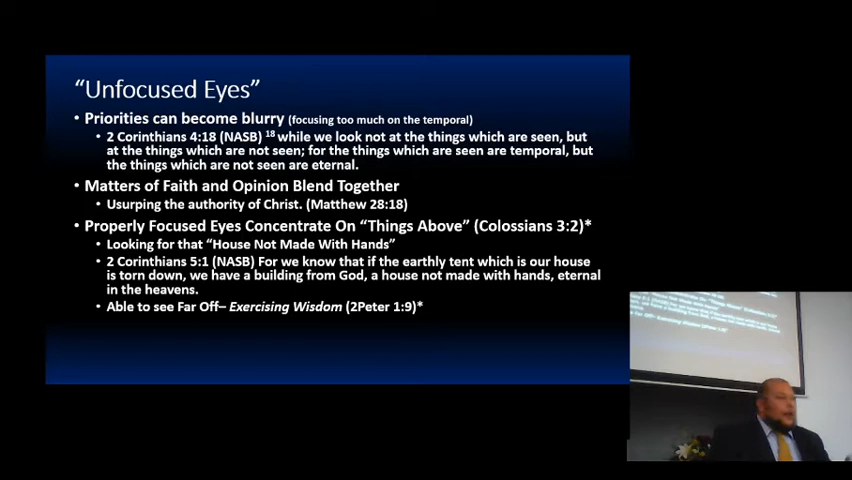 “Unfocused Eyes”
• Priorities can become blurry (focusing too much on the temporal)
• 2 Corinthians 4:18 (NASB) 18 while we look not at the things which are seen, but
at the things which are not seen; for the things which are seen are temporal, but
the things which are not seen are eternal.
• Matters of Faith and Opinion Blend Together
• Usurping the authority of Christ. (Matthew 28:18)
• Properly Focused Eyes Concentrate On “Things Above” (Colossians 3:2)*
• Looking for that “House Not Made With Hands”
• 2 Corinthians 5:1 (NASB) For we know that if the earthly tent which is our house
is torn down, we have a building from God, a house not made with hands, eternal
in the heavens.
• Able to see Far Off– Exercising Wisdom (2Peter 1:9)*